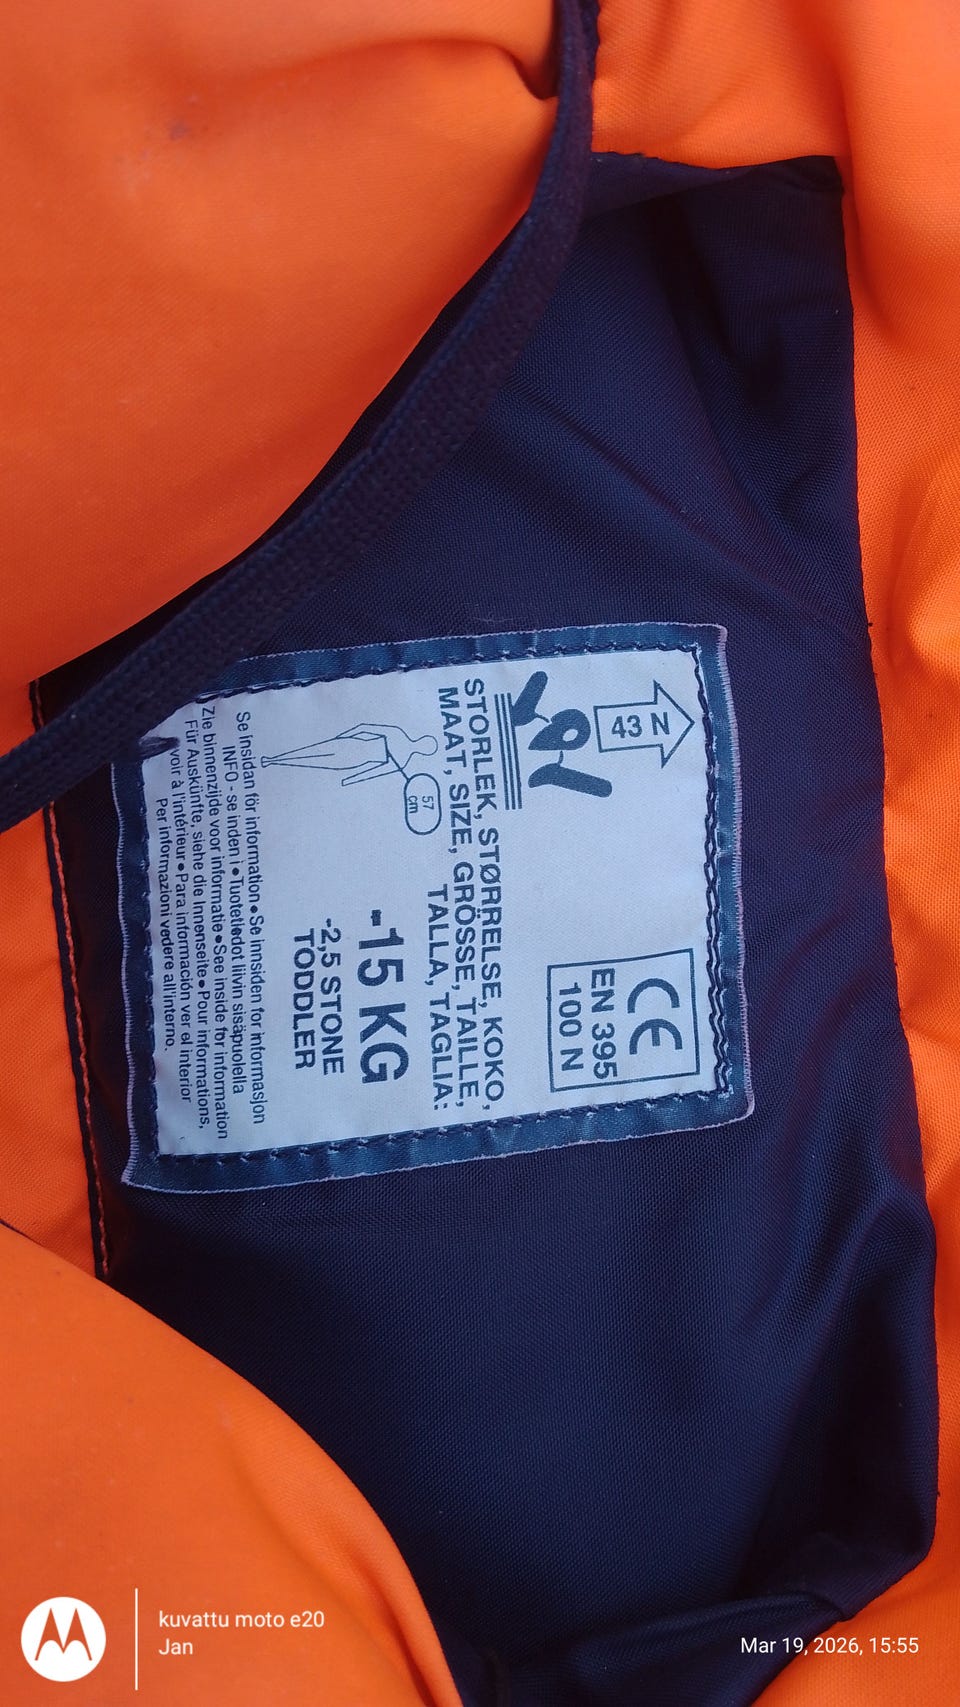 43 N
CE
EN 395
100 N
STORLEK, STØRRELSE, KOKO,
MAAT, SIZE, GRÖSSE, TAILLE,
TALLA, TAGLIA:
57
cm
-15 KG
-2,5 STONE
TODDLER
Se insidan för information • Se innsiden for informasjon
INFO - se inden i • Tuotetiedot liivin sisäpuolella
Zie binnenzijde voor informatie • See inside for information
Für Auskünfte, siehe die Innenseite • Pour informations,
voir à l'intérieur • Para información ver el interior
Per informazioni vedere all'interno.
kuvattu moto e20
Jan
Mar 19, 2026, 15:55